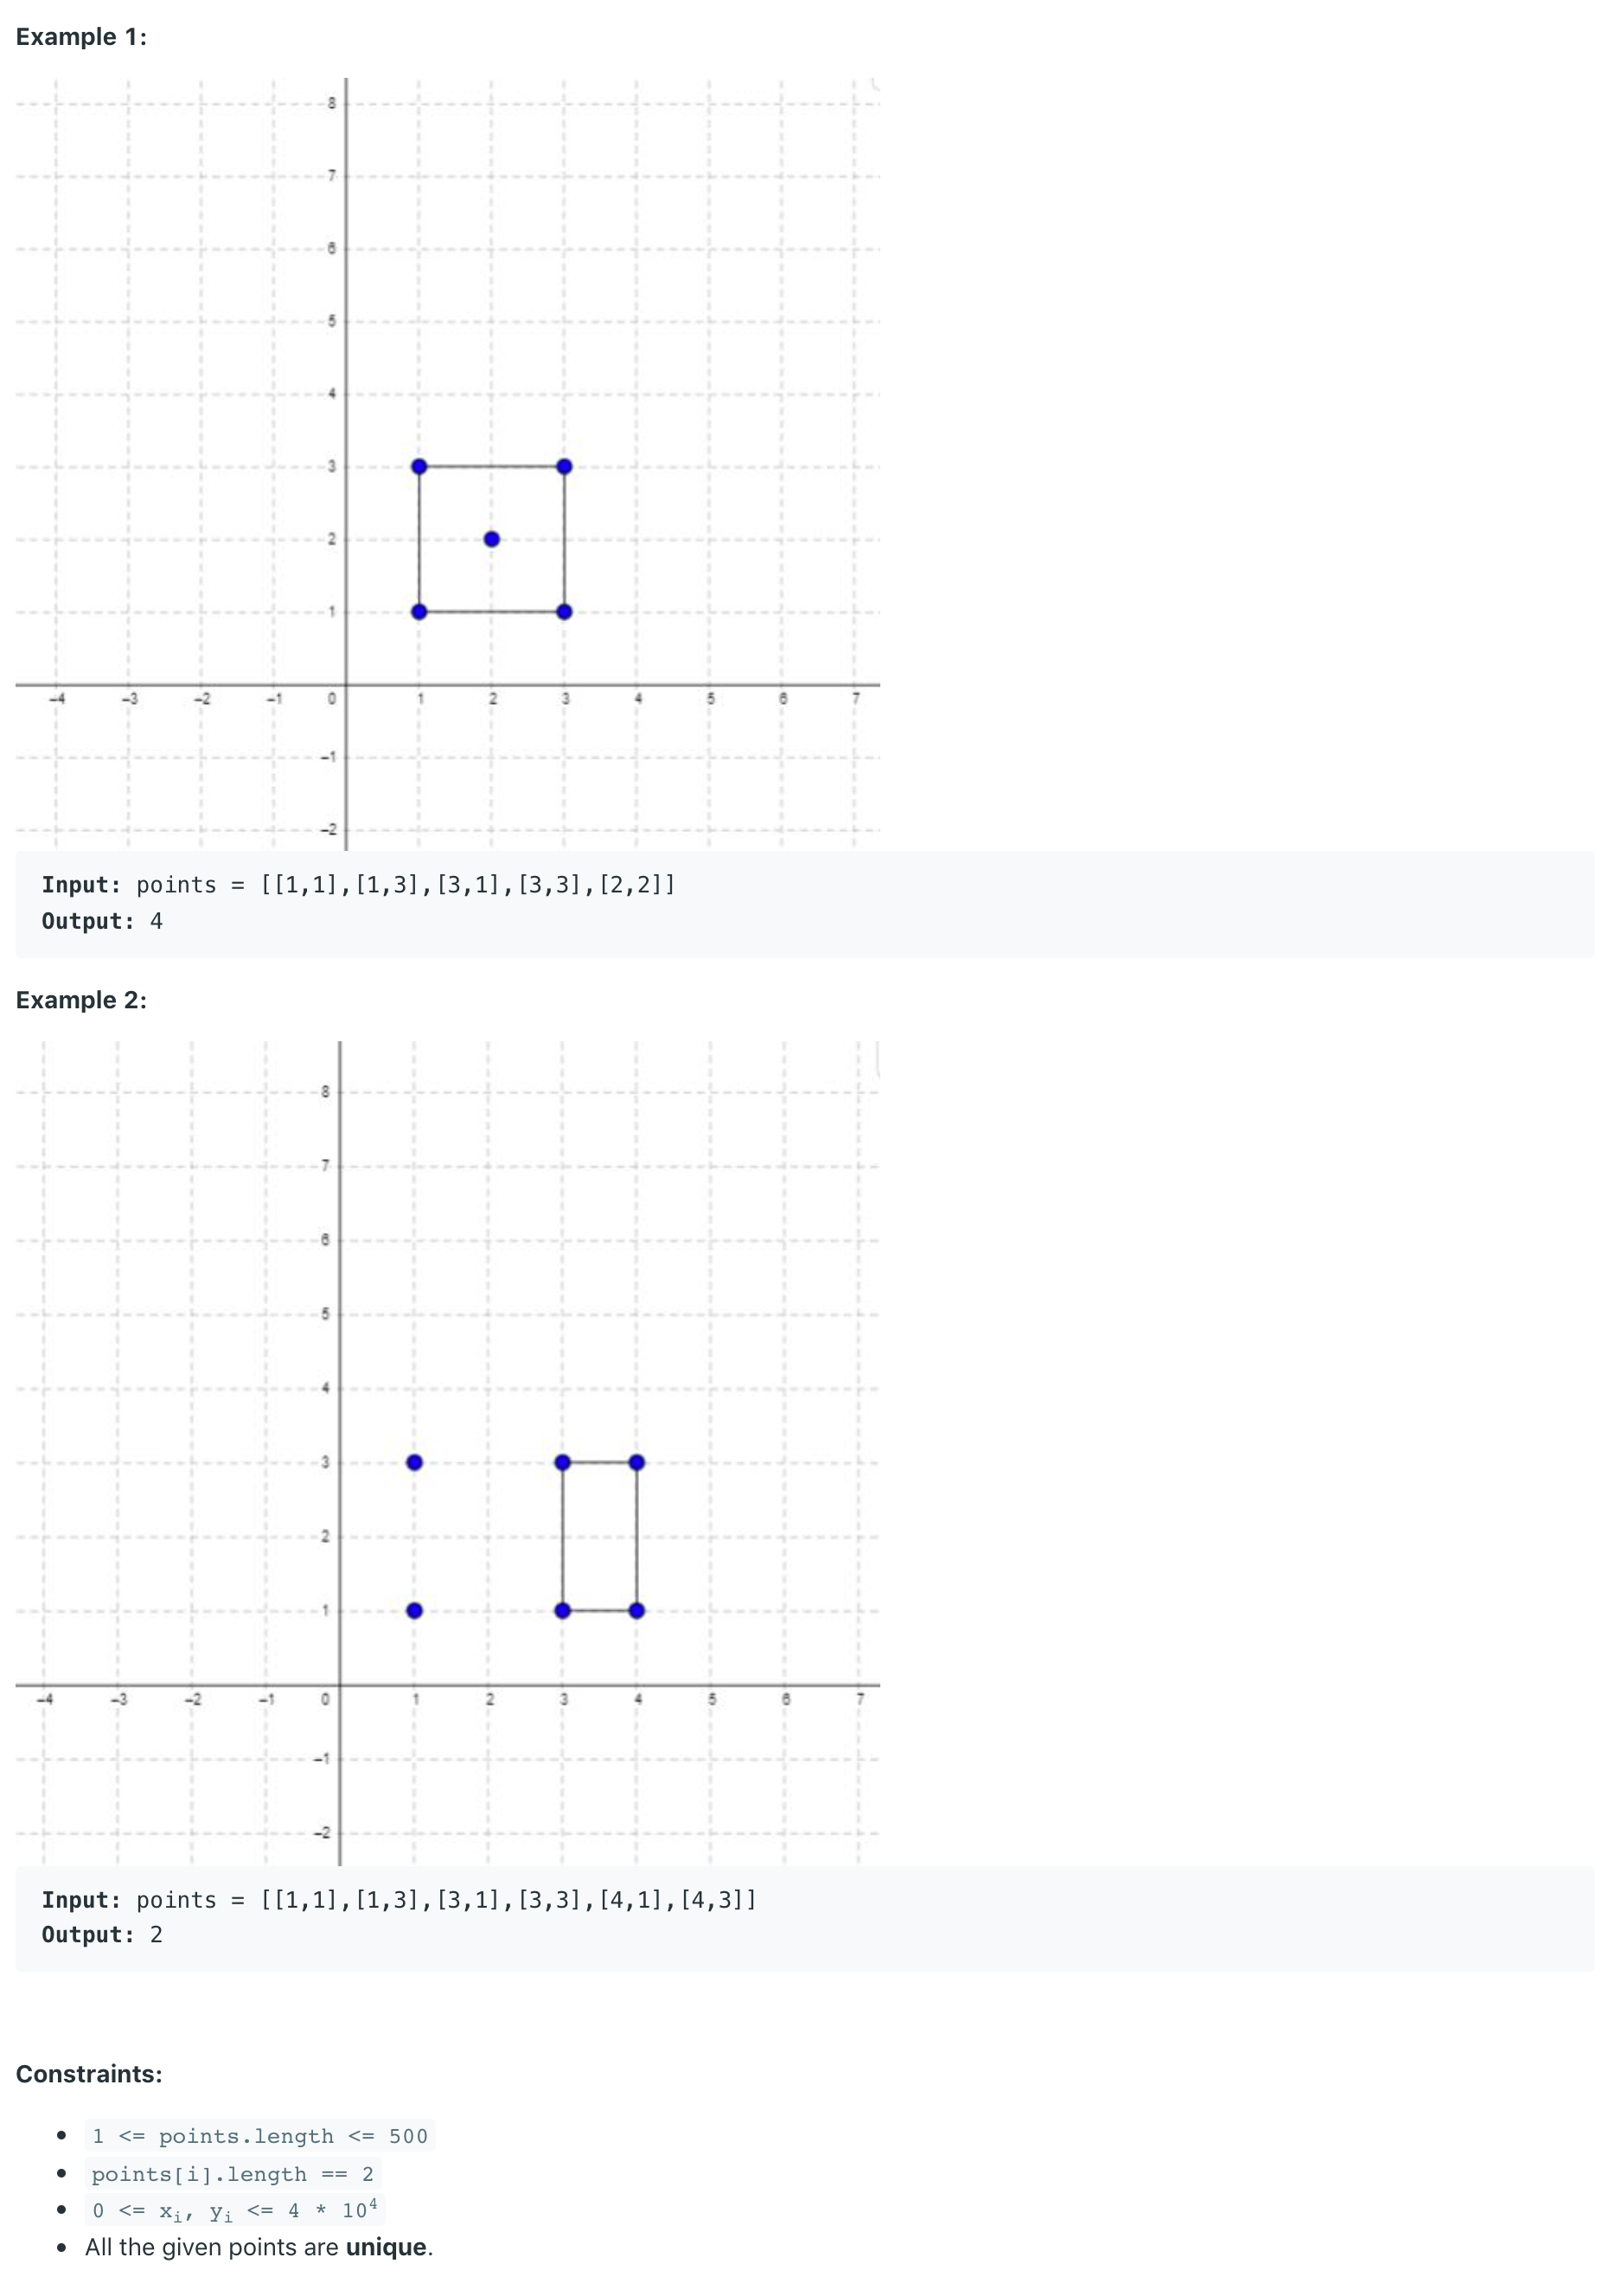 Example 1:
8
7
6
5
4
3
2
1
-4 -3 -2 -1 0 1 2 3 4 5 6 7
-1
-2
Input: points = [[1,1],[1,3],[3,1],[3,3],[2,2]]
Output: 4
Example 2:
8
7
6
5
4
3
2
1
-4 -3 -2 -1 0 1 2 3 4 5 6 7
-1
-2
Input: points = [[1,1],[1,3],[3,1],[3,3],[4,1],[4,3]]
Output: 2
Constraints:
• 1 <= points.length <= 500
• points[i].length == 2
• 0 <= xᵢ, yᵢ <= 4 * 10⁴
• All the given points are unique.